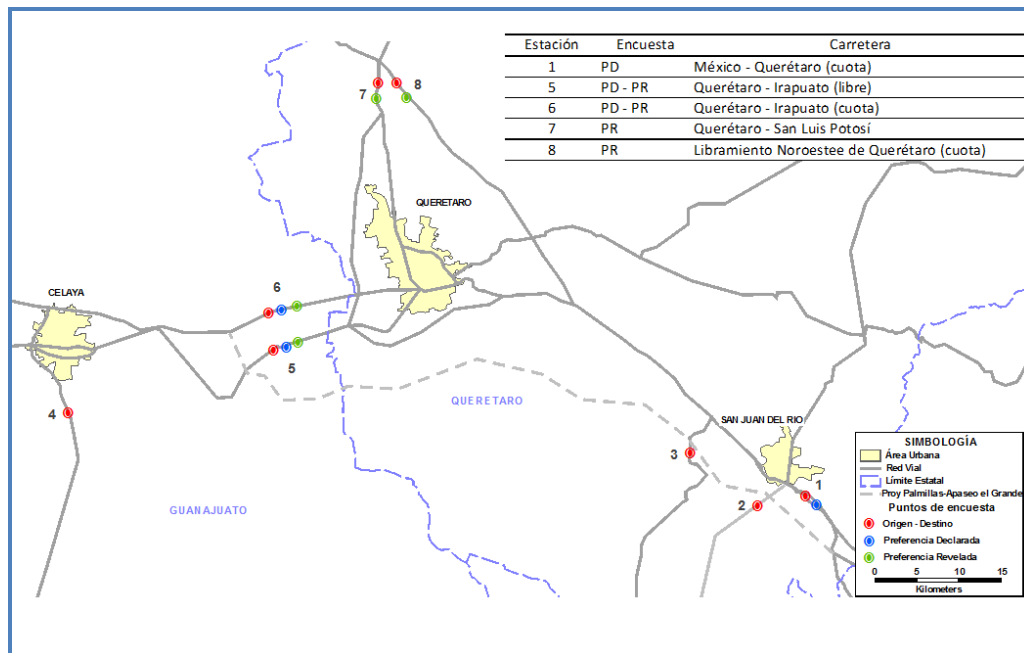 Estación Encuesta Carretera
1 PD México - Querétaro (cuota)
5 PD - PR Querétaro - Irapuato (libre)
6 PD - PR Querétaro - Irapuato (cuota)
7 PR Querétaro - San Luis Potosí
8 PR Libramiento Noroestee de Querétaro (cuota)
7
8
QUERETARO
6
CELAYA
5
4
QUERETARO
SAN JUAN DEL RIO
3
1
2
GUANAJUATO
SIMBOLOGÍA
Área Urbana
Red Vial
Límite Estatal
Proy Palmillas-Apaseo el Grande
Puntos de encuesta
Origen - Destino
Preferencia Declarada
Preferencia Revelada
0 5 10 15
Kilometers